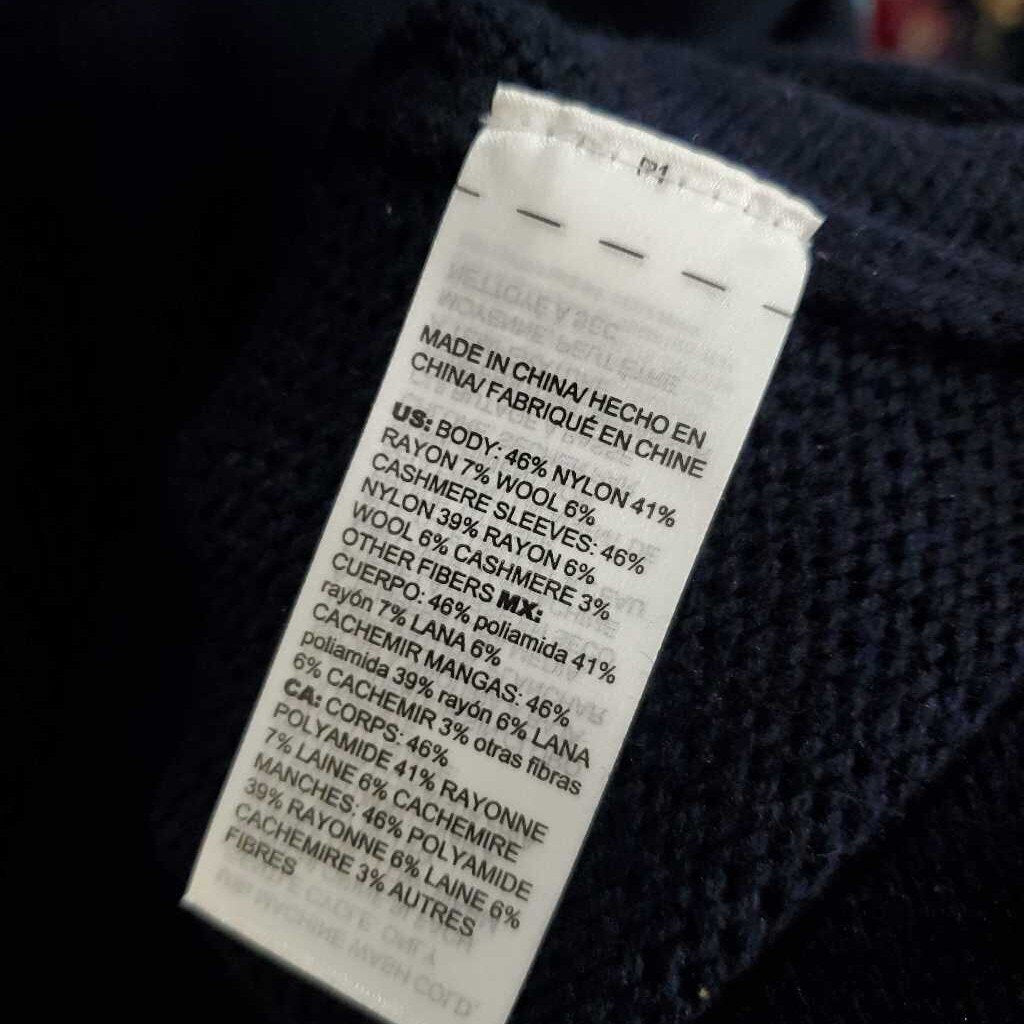 MADE IN CHINA/ HECHO EN
CHINA/ FABRIQUÉ EN CHINE
US: BODY: 46% NYLON 41%
RAYON 7% WOOL 6%
CASHMERE SLEEVES: 46%
NYLON 39% RAYON 6%
WOOL 6% CASHMERE 3%
OTHER FIBERS MX:
CUERPO: 46% poliamida 41%
rayón 7% LANA 6%
CACHEMIR MANGAS: 46%
poliamida 39% rayón 6% LANA
6% CACHEMIR 3% otras fibras
CA: CORPS: 46%
POLYAMIDE 41% RAYONNE
7% LAINE 6% CACHEMIRE
MANCHES: 46% POLYAMIDE
39% RAYONNE 6% LAINE 6%
CACHEMIRE 3% AUTRES
FIBRES